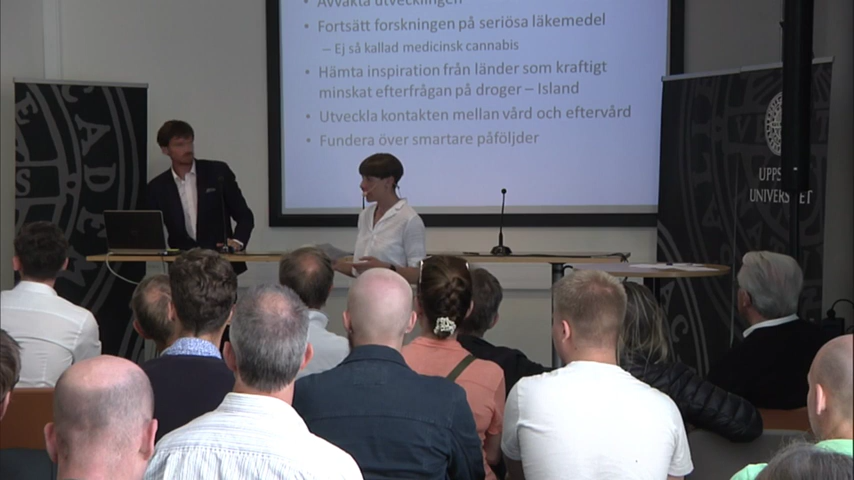 Avvakta utvecklingen
• Fortsätt forskningen på seriösa läkemedel
– Ej så kallad medicinsk cannabis
• Hämta inspiration från länder som kraftigt
minskat efterfrågan på droger – Island
• Utveckla kontakten mellan vård och eftervård
• Fundera över smartare påföljder
UNIVERSITET